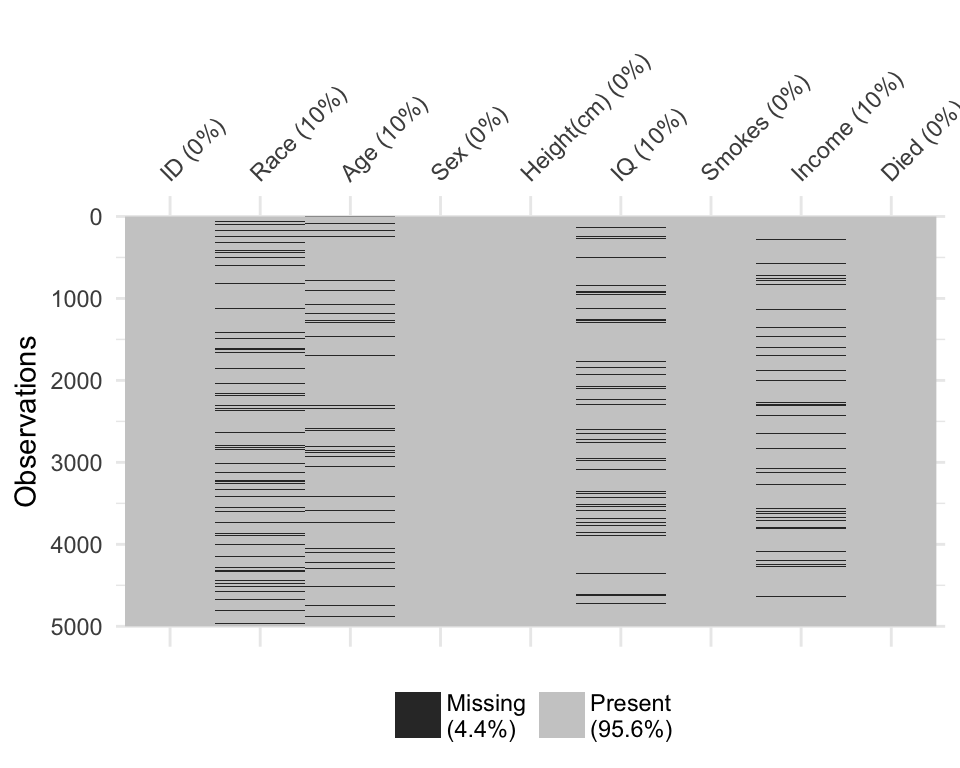 ID (0%)
Race (10%)
Age (10%)
Sex (0%)
Height(cm) (0%)
IQ (10%)
Smokes (0%)
Income (10%)
Died (0%)
Observations
0
1000
2000
3000
4000
5000
Missing
(4.4%)
Present
(95.6%)